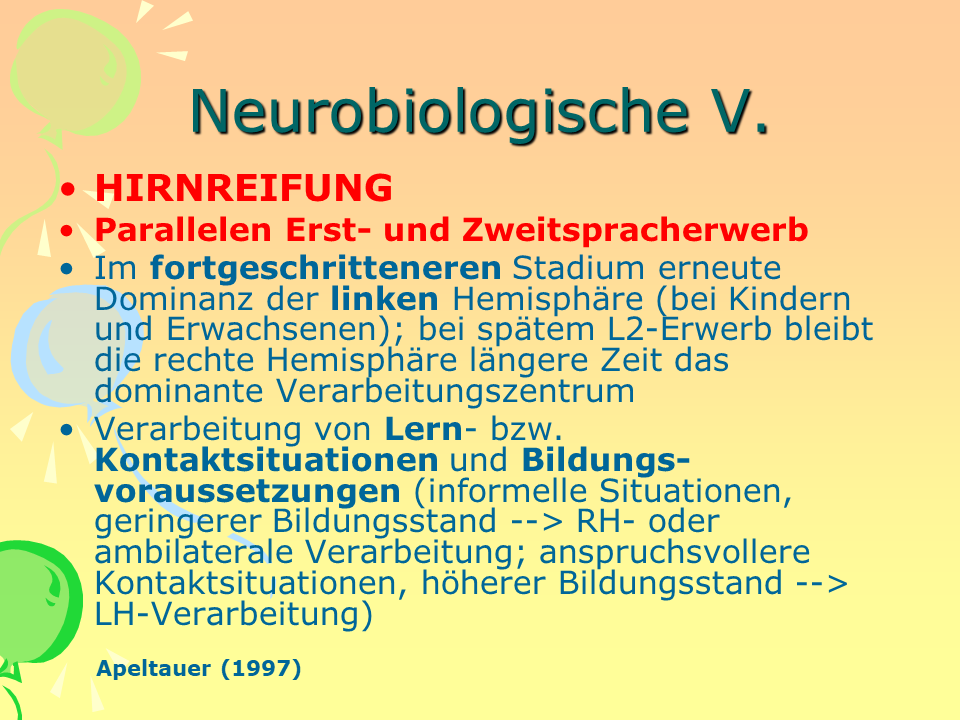 Neurobiologische V.
• HIRNREIFUNG
• Parallelen Erst- und Zweitspracherwerb
• Im fortgeschritteneren Stadium erneute
Dominanz der linken Hemisphäre (bei Kindern
und Erwachsenen); bei spätem L2-Erwerb bleibt
die rechte Hemisphäre längere Zeit das
dominante Verarbeitungszentrum
• Verarbeitung von Lern- bzw.
Kontaktsituationen und Bildungs-
voraussetzungen (informelle Situationen,
geringerer Bildungsstand --> RH- oder
ambilaterale Verarbeitung; anspruchsvollere
Kontaktsituationen, höherer Bildungsstand -->
LH-Verarbeitung)
Apeltauer (1997)